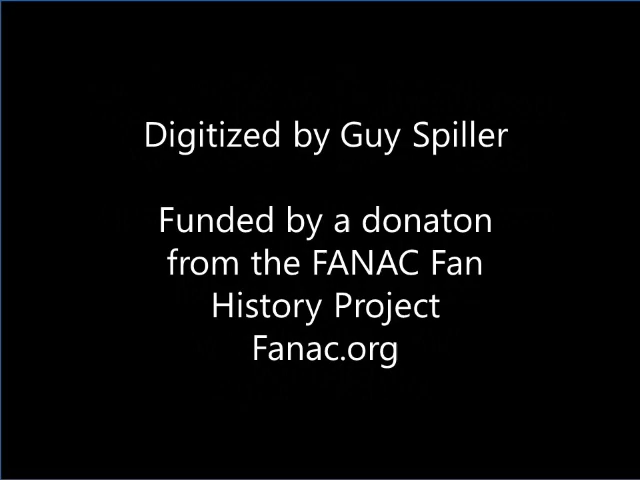 Digitized by Guy Spiller
Funded by a donaton
from the FANAC Fan
History Project
Fanac.org